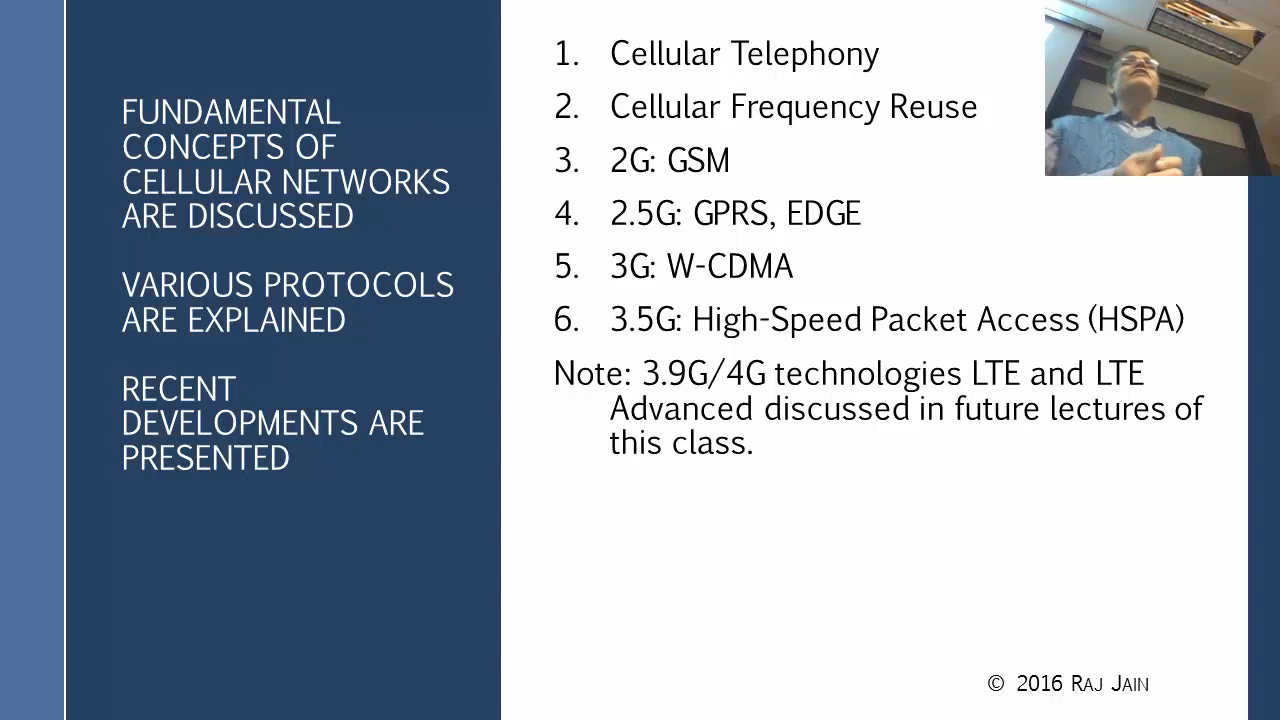 FUNDAMENTAL
CONCEPTS OF
CELLULAR NETWORKS
ARE DISCUSSED
VARIOUS PROTOCOLS
ARE EXPLAINED
RECENT
DEVELOPMENTS ARE
PRESENTED
1. Cellular Telephony
2. Cellular Frequency Reuse
3. 2G: GSM
4. 2.5G: GPRS, EDGE
5. 3G: W-CDMA
6. 3.5G: High-Speed Packet Access (HSPA)
Note: 3.9G/4G technologies LTE and LTE
Advanced discussed in future lectures of
this class.
© 2016 RAJ JAIN